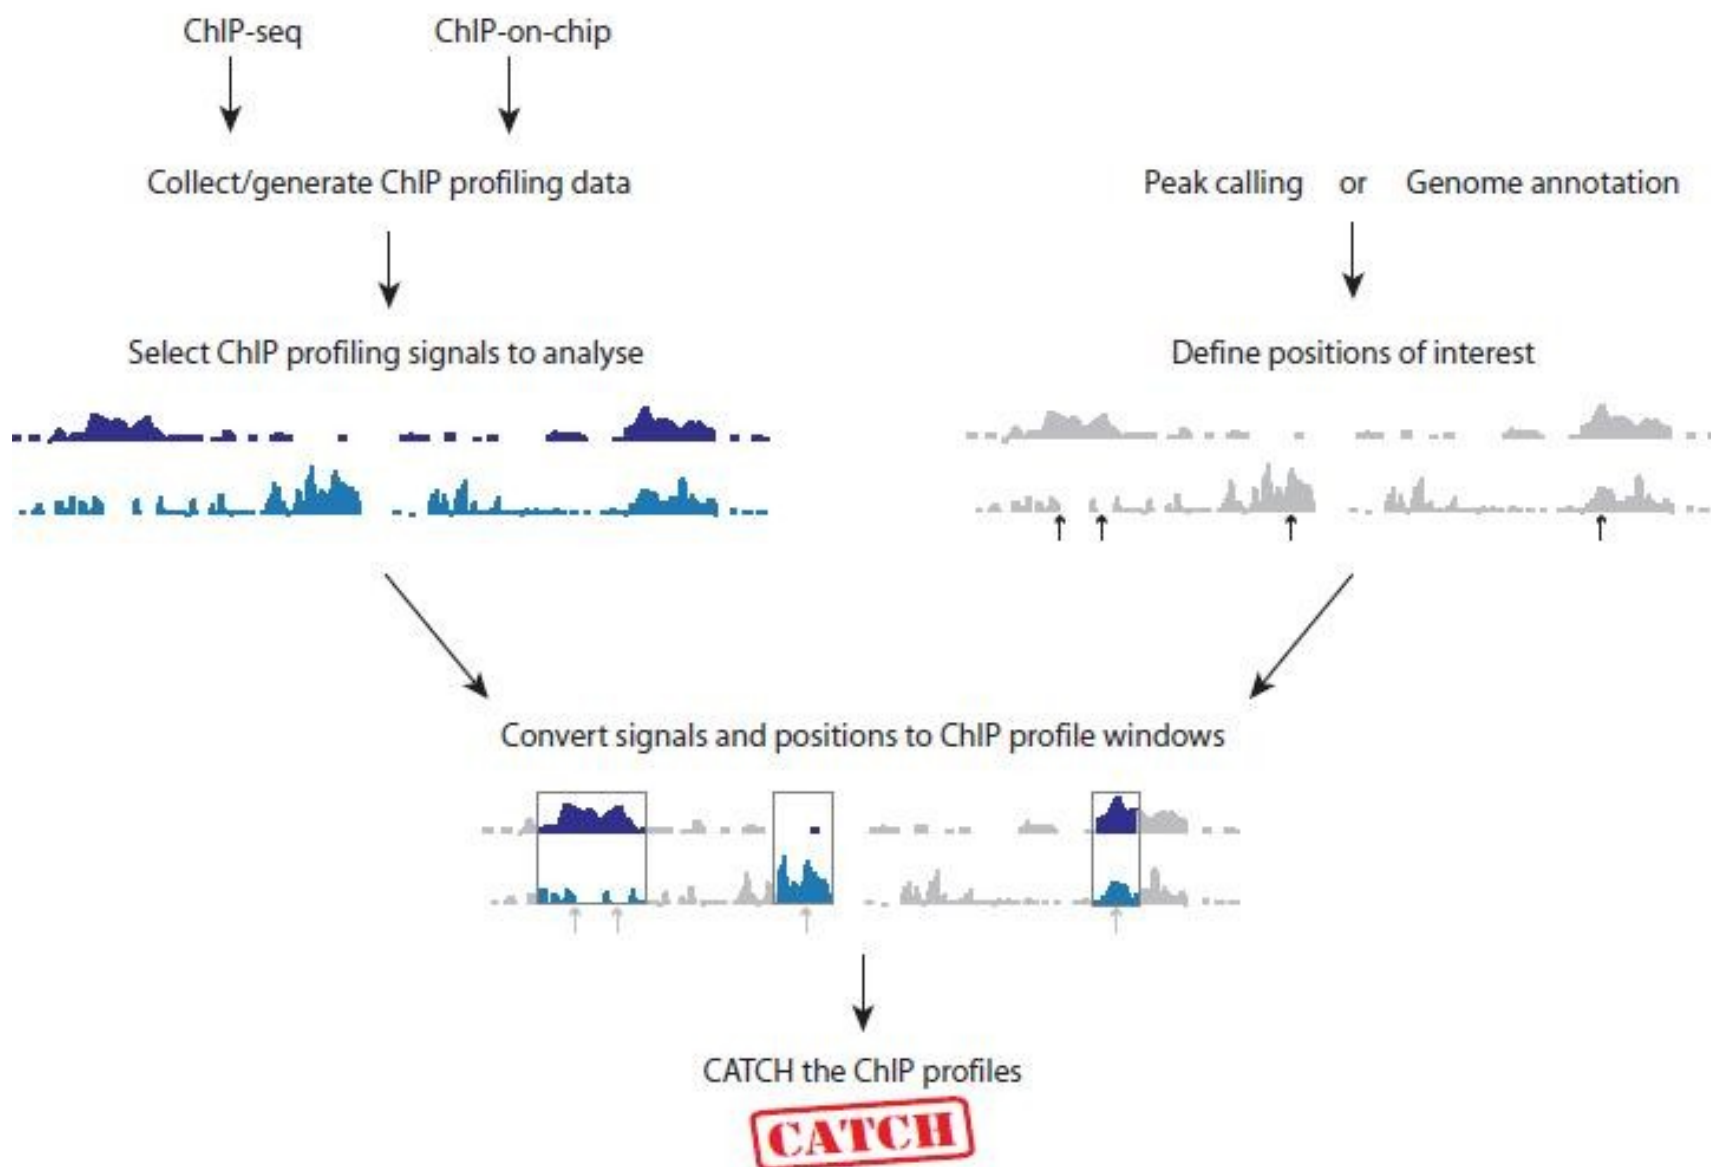 ChIP-seq
ChIP-on-chip
Collect/generate ChIP profiling data
Peak calling or Genome annotation
Select ChIP profiling signals to analyse
Define positions of interest
Convert signals and positions to ChIP profile windows
CATCH the ChIP profiles
CATCH